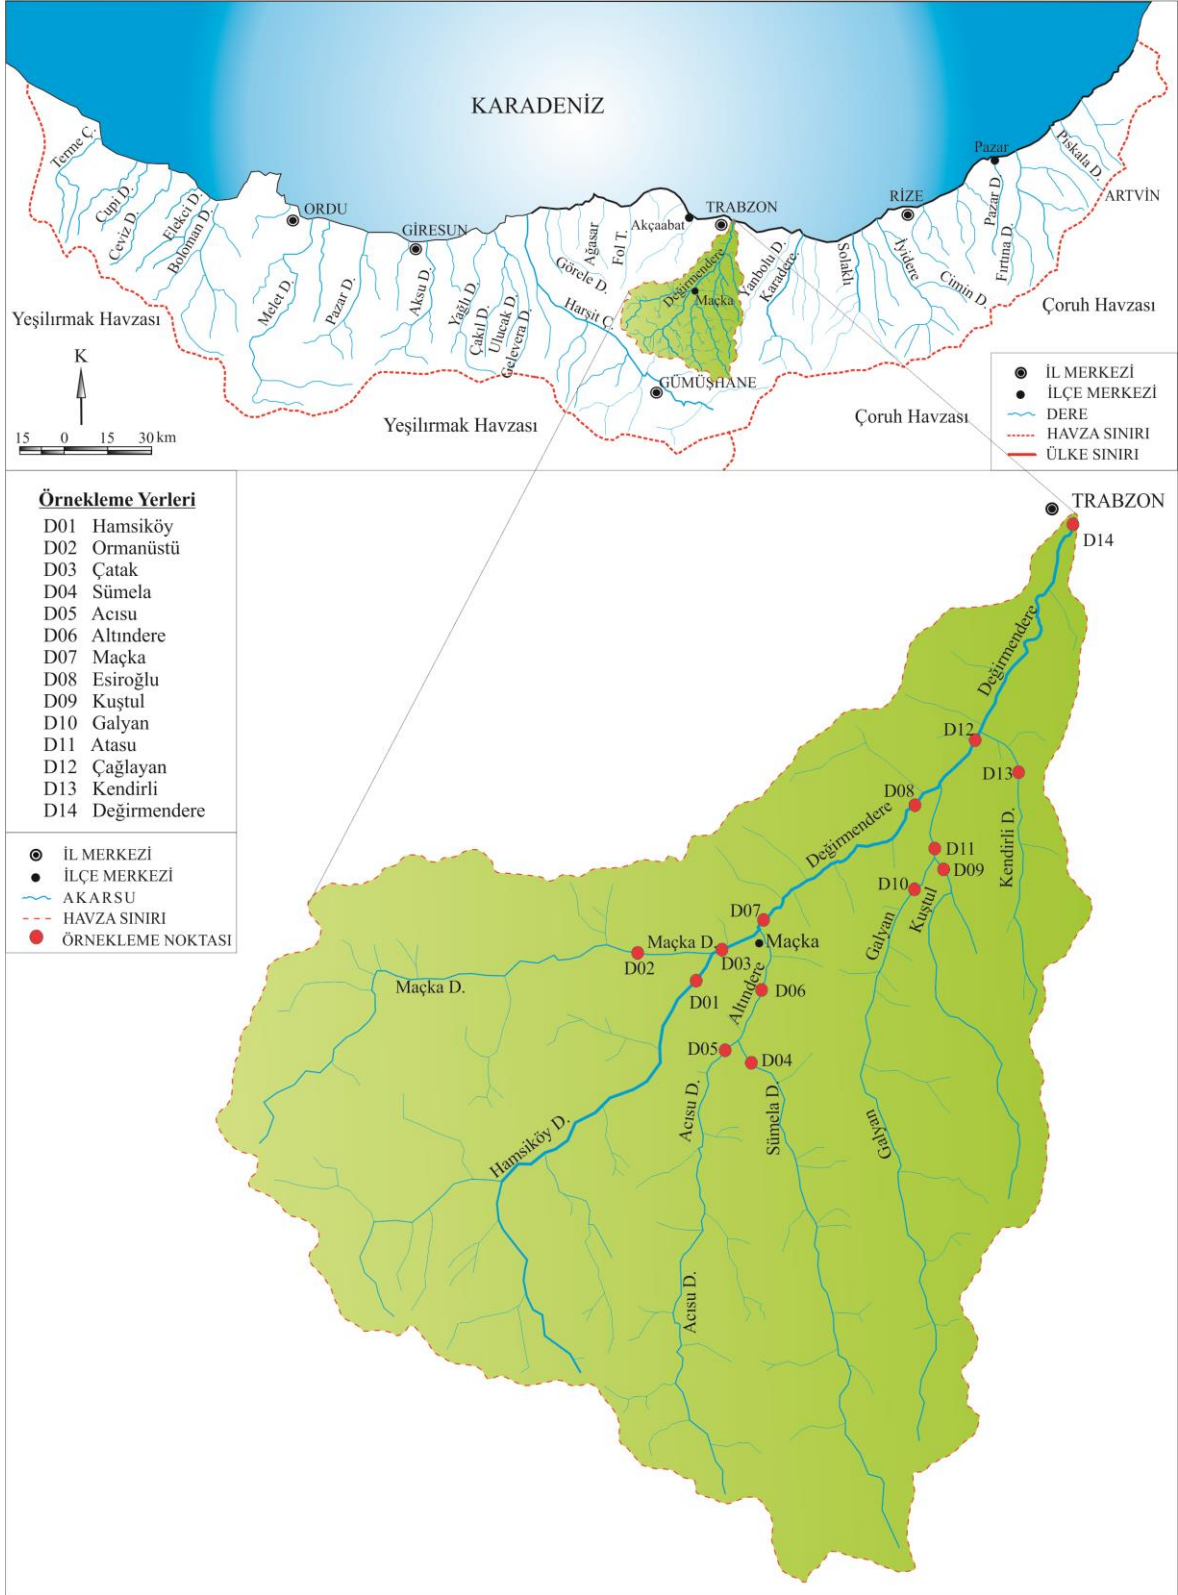 KARADENİZ
Terme Ç.
Cupi D.
Ceviz D.
Elekci D.
Boloman D.
ORDU
Melet D.
Pazar D.
GİRESUN
Aksu D.
Yağlı D.
Çakıl D.
Ulucak D.
Gelevera D.
Görele D.
Harşit Ç.
Ağasar
Fol T.
Akçaabat
TRABZON
Değirmendere
Maçka
Yanbolu D.
Karadere.
Solaklı
RİZE
İyidere
Cimin D.
Pazar
Pazar D.
Fırtına D.
Piskala D.
ARTVİN
GÜMÜŞHANE
Yeşilırmak Havzası
Yeşilırmak Havzası
Çoruh Havzası
Çoruh Havzası
K
15 0 15 30 km
İL MERKEZİ
İLÇE MERKEZİ
DERE
HAVZA SINIRI
ÜLKE SINIRI
Örnekleme Yerleri
D01 Hamsiköy
D02 Ormanüstü
D03 Çatak
D04 Sümela
D05 Acısu
D06 Altındere
D07 Maçka
D08 Esiroğlu
D09 Kuştul
D10 Galyan
D11 Atasu
D12 Çağlayan
D13 Kendirli
D14 Değirmendere
İL MERKEZİ
İLÇE MERKEZİ
AKARSU
HAVZA SINIRI
ÖRNEKLEME NOKTASI
TRABZON
D14
Değirmendere
D12
D13
D08
Değirmendere
D11
D09
D10
Kendirli D.
Kuştul
Galyan
D07
Maçka
Maçka D.
D03
D02
Maçka D.
D01
Altındere
D06
D05
D04
Acısu D.
Sümela D.
Galyan
Hamsiköy D.
Acısu D.